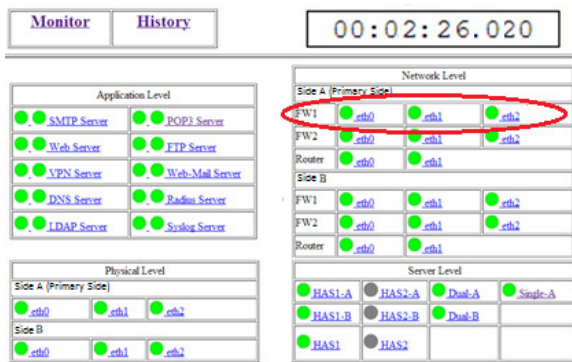 Monitor History
00:02:26.020
Application Level
SMTP Server POP3 Server
Web Server FTP Server
VPN Server Web-Mail Server
DNS Server Radius Server
LDAP Server Syslog Server
Physical Level
Side A (Primary Side)
eth0 eth1 eth2
Side B
eth0 eth1 eth2
Network Level
Side A (Primary Side)
FW1 eth0 eth1 eth2
FW2 eth0 eth1 eth2
Router eth0 eth1
Side B
FW1 eth0 eth1 eth2
FW2 eth0 eth1 eth2
Router eth0 eth1
Server Level
HAS1-A HAS2-A Dual-A Single-A
HAS1-B HAS2-B Dual-B
HAS1 HAS2